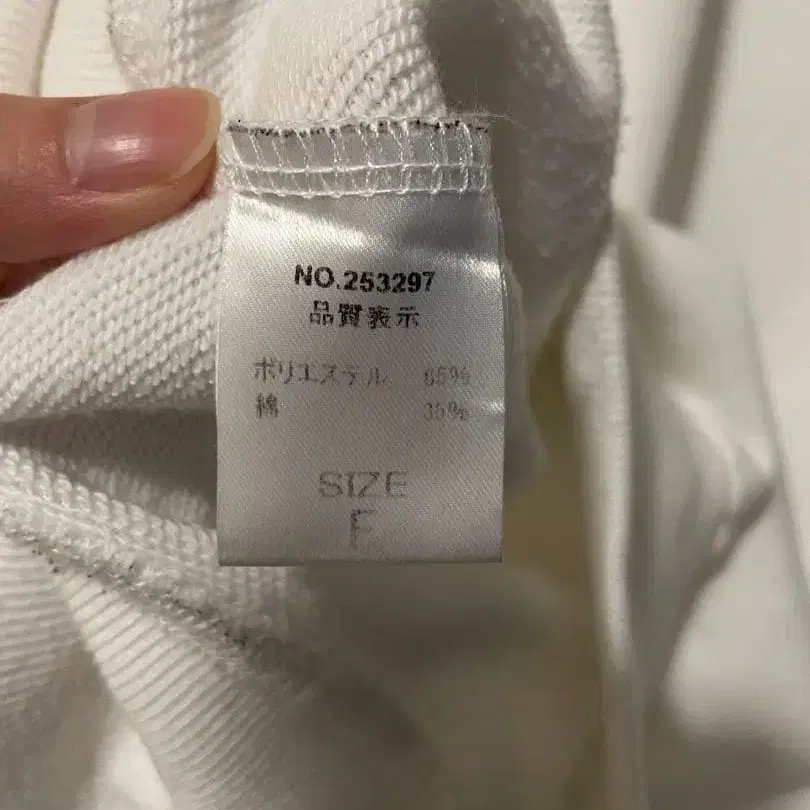 NO.253297
品質表示
ポリエステル 65%
綿 35%
SIZE
F